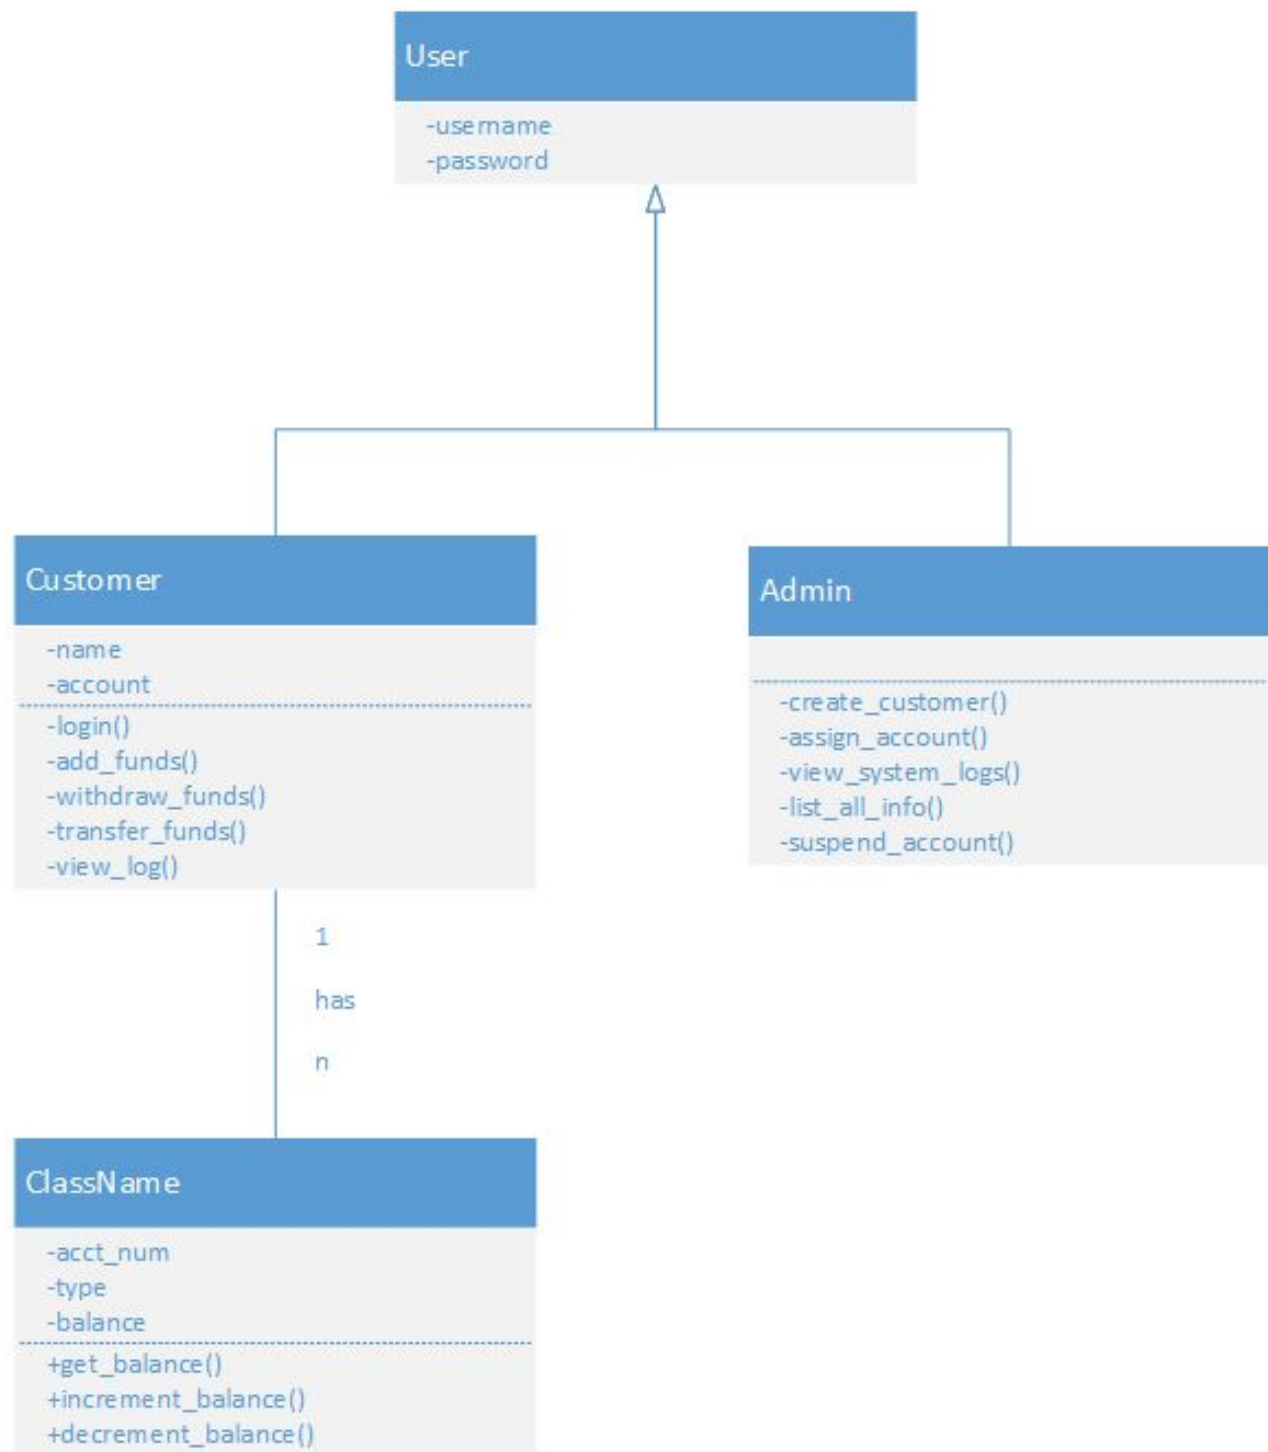 User
-username
-password
Customer
-name
-account
-login()
-add_funds()
-withdraw_funds()
-transfer_funds()
-view_log()
Admin
-create_customer()
-assign_account()
-view_system_logs()
-list_all_info()
-suspend_account()
1
has
n
ClassName
-acct_num
-type
-balance
+get_balance()
+increment_balance()
+decrement_balance()